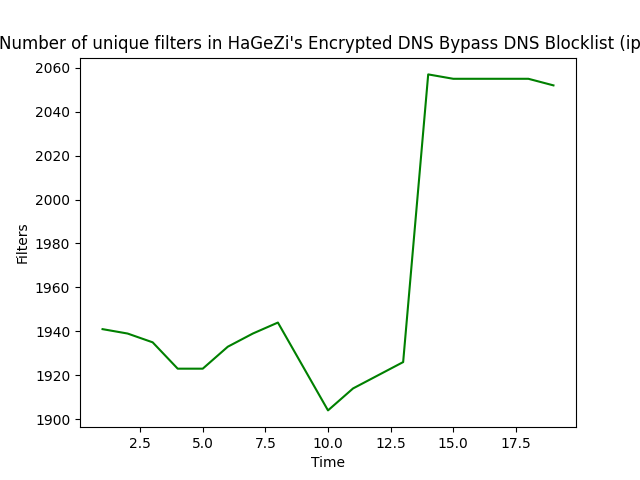 Number of unique filters in HaGeZi's Encrypted DNS Bypass DNS Blocklist (ip
2060
2040
2020
2000
1980
1960
1940
1920
1900
Filters
2.5 5.0 7.5 10.0 12.5 15.0 17.5
Time